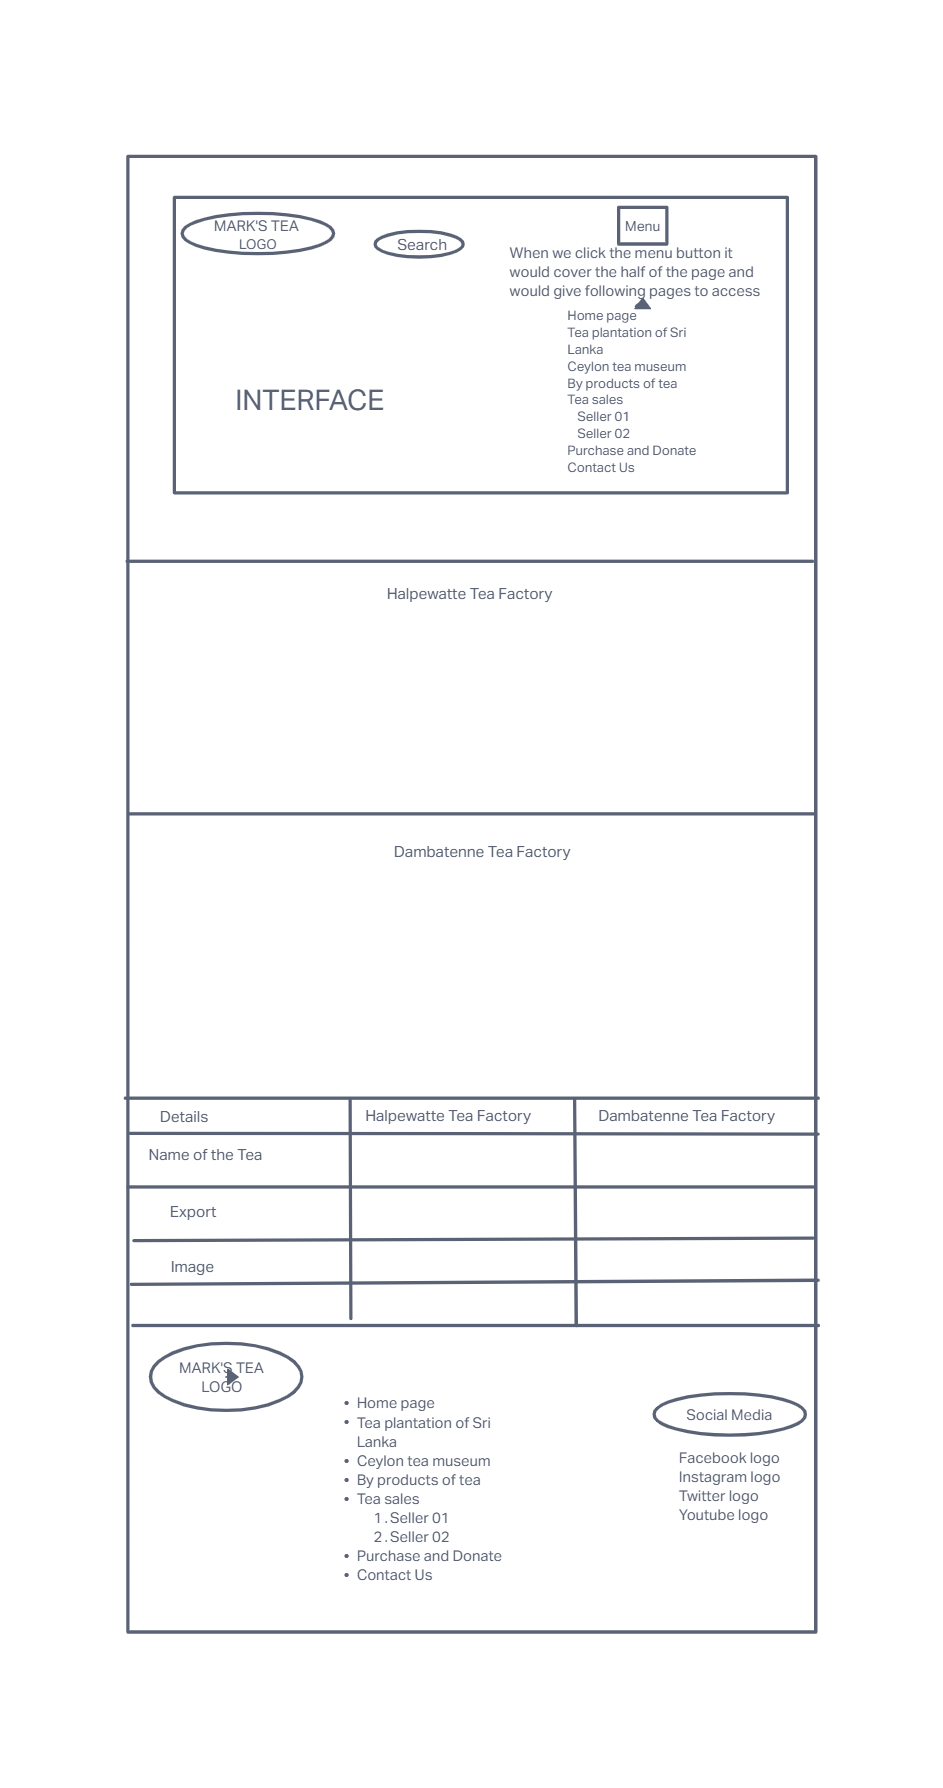 MARK'S TEA
LOGO
Search
Menu
When we click the menu button it
would cover the half of the page and
would give following pages to access
Home page
Tea plantation of Sri
Lanka
Ceylon tea museum
By products of tea
Tea sales
Seller 01
Seller 02
Purchase and Donate
Contact Us
INTERFACE
Halpewatte Tea Factory
Dambatenne Tea Factory
Details Halpewatte Tea Factory Dambatenne Tea Factory
Name of the Tea
Export
Image
MARK'S TEA
LOGO
• Home page
• Tea plantation of Sri
Lanka
• Ceylon tea museum
• By products of tea
• Tea sales
1. Seller 01
2. Seller 02
• Purchase and Donate
• Contact Us
Social Media
Facebook logo
Instagram logo
Twitter logo
Youtube logo